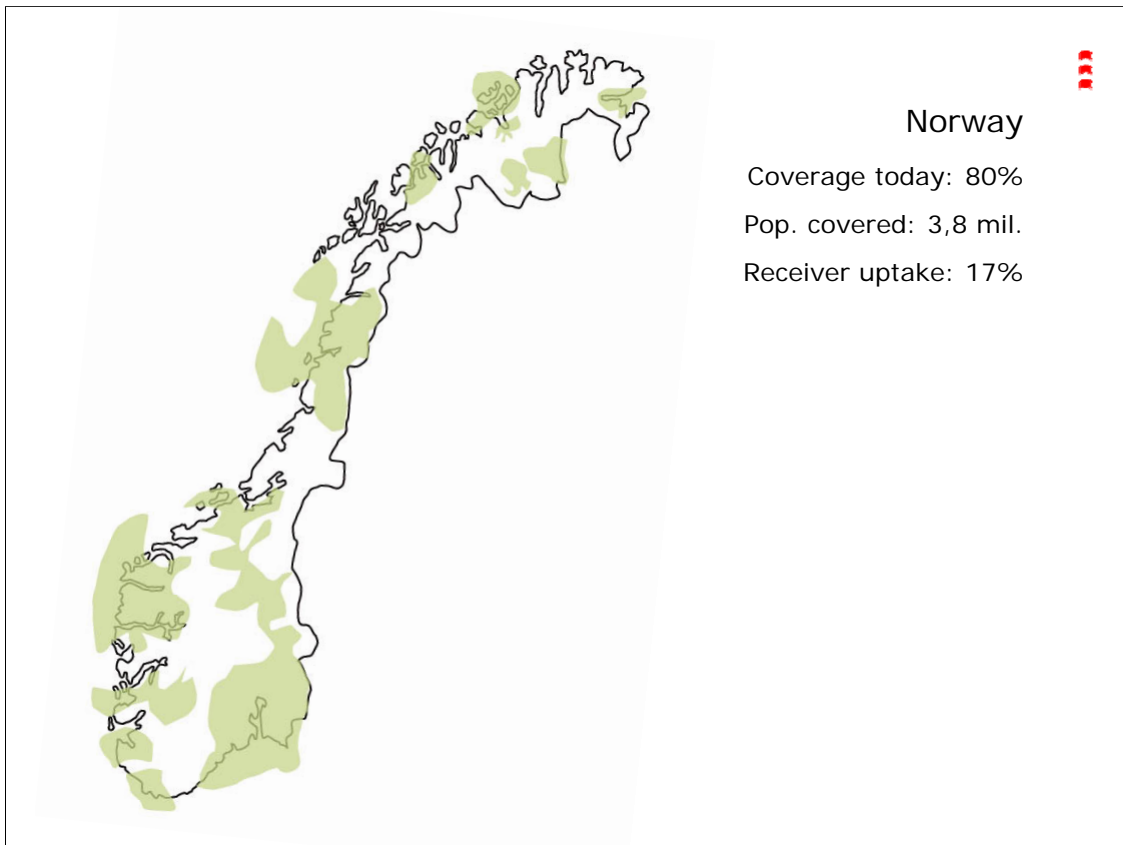 Norway
Coverage today: 80%
Pop. covered: 3,8 mil.
Receiver uptake: 17%